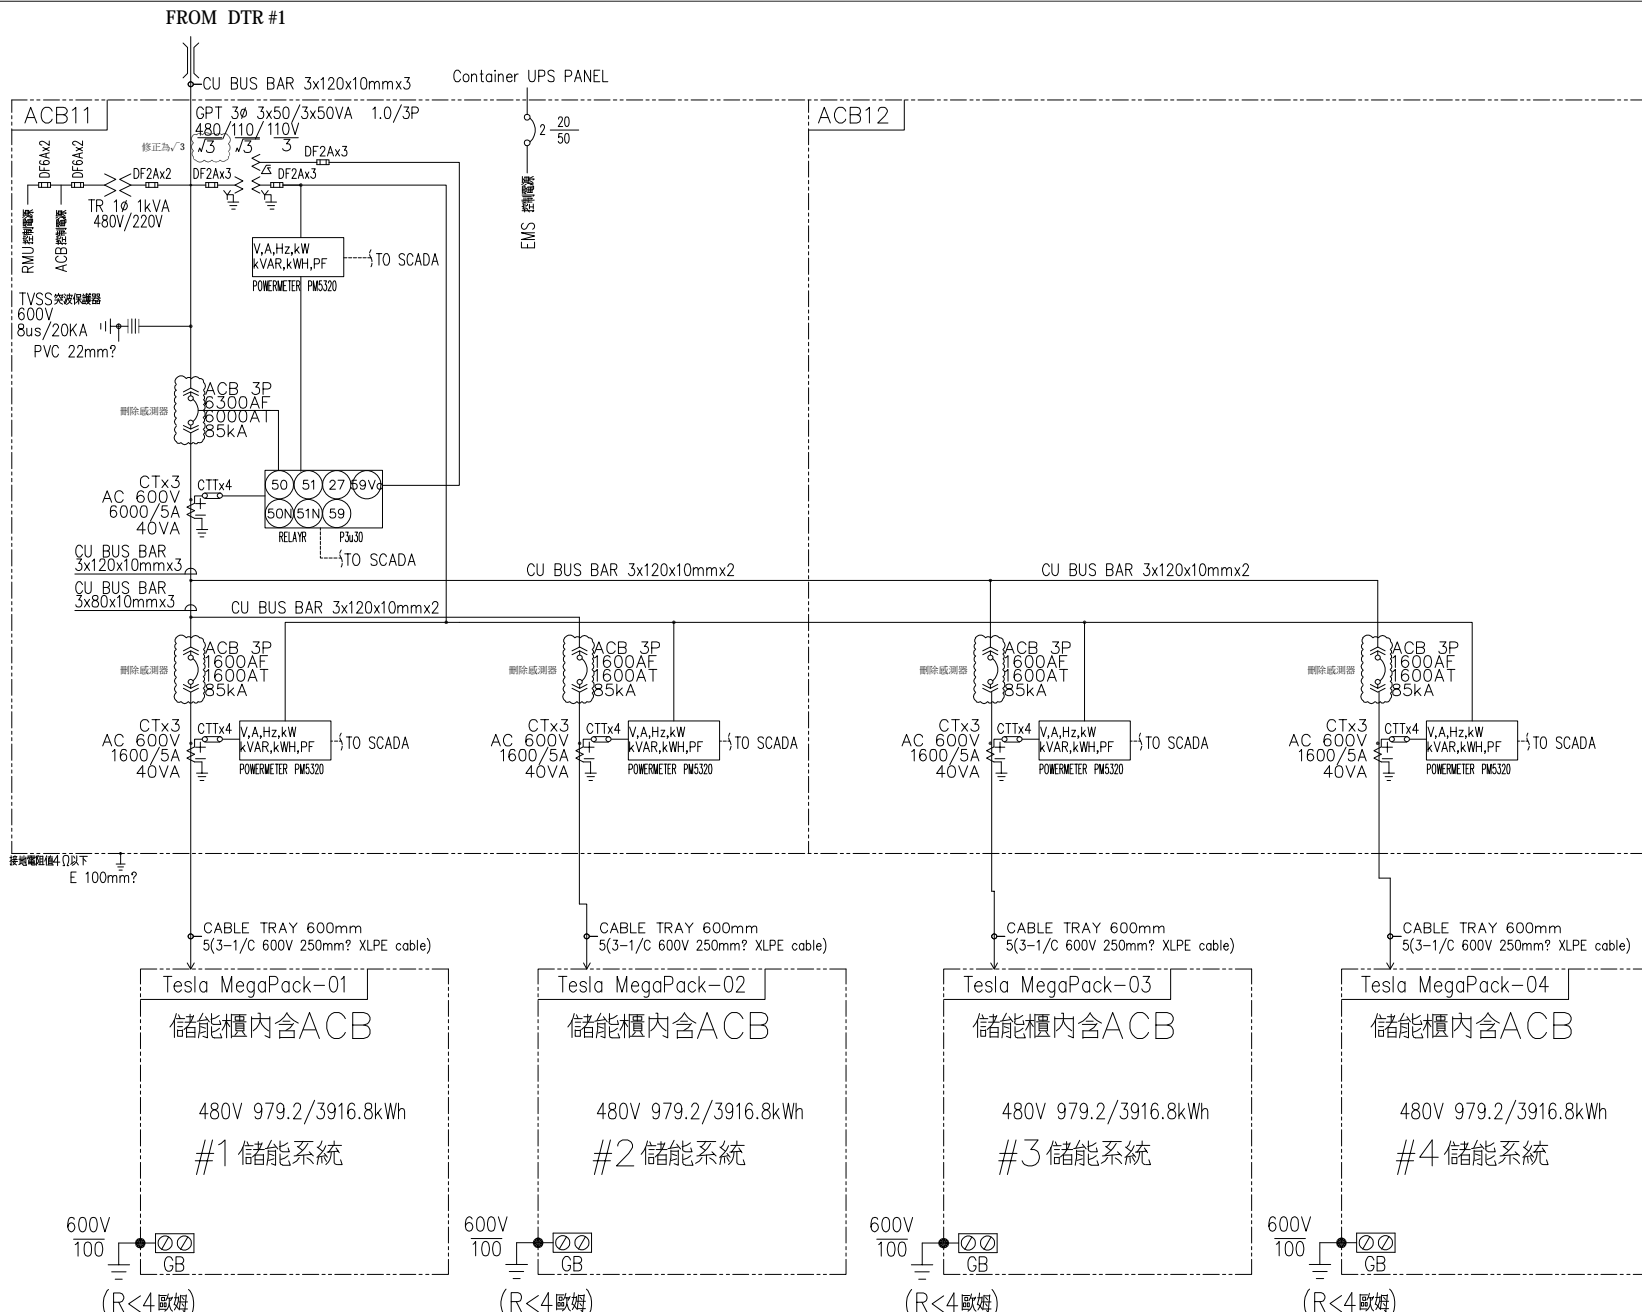 FROM DTR #1
CU BUS BAR 3x120x10mmx3
Container UPS PANEL
ACB11
ACB12
GPT 3ø 3x50/3x50VA 1.0/3P
480/110/110V
√3 √3 3
修正為√3
2 20
50
DF6Ax2
DF6Ax2
DF2Ax2
DF2Ax3
DF2Ax3
DF2Ax3
TR 1ø 1kVA
480V/220V
RMU控制電源
ACB控制電源
EMS 控制電源
V,A,Hz,kW
kVAR,kWH,PF
TO SCADA
POWERMETER PM5320
TVSS突波保護器
600V
8us/20KA
PVC 22mm?
刪除感測器
ACB 3P
6300AF
6000AT
85kA
CTx3
AC 600V
6000/5A
40VA
CTTx4
50 51 27 59Vo
50N 51N 59
RELAYR P3u30
TO SCADA
CU BUS BAR
3x120x10mmx3
CU BUS BAR
3x80x10mmx3
CU BUS BAR 3x120x10mmx2
CU BUS BAR 3x120x10mmx2
CU BUS BAR 3x120x10mmx2
刪除感測器
ACB 3P
1600AF
1600AT
85kA
刪除感測器
ACB 3P
1600AF
1600AT
85kA
刪除感測器
ACB 3P
1600AF
1600AT
85kA
刪除感測器
ACB 3P
1600AF
1600AT
85kA
CTx3
AC 600V
1600/5A
40VA
CTTx4
V,A,Hz,kW
kVAR,kWH,PF
POWERMETER PM5320
TO SCADA
CTx3
AC 600V
1600/5A
40VA
CTTx4
V,A,Hz,kW
kVAR,kWH,PF
POWERMETER PM5320
TO SCADA
CTx3
AC 600V
1600/5A
40VA
CTTx4
V,A,Hz,kW
kVAR,kWH,PF
POWERMETER PM5320
TO SCADA
CTx3
AC 600V
1600/5A
40VA
CTTx4
V,A,Hz,kW
kVAR,kWH,PF
POWERMETER PM5320
TO SCADA
接地電阻值4Ω以下
E 100mm?
CABLE TRAY 600mm
5(3-1/C 600V 250mm? XLPE cable)
CABLE TRAY 600mm
5(3-1/C 600V 250mm? XLPE cable)
CABLE TRAY 600mm
5(3-1/C 600V 250mm? XLPE cable)
CABLE TRAY 600mm
5(3-1/C 600V 250mm? XLPE cable)
Tesla MegaPack-01
儲能櫃內含ACB
480V 979.2/3916.8kWh
#1儲能系統
600V
100
GB
(R<4歐姆)
Tesla MegaPack-02
儲能櫃內含ACB
480V 979.2/3916.8kWh
#2儲能系統
600V
100
GB
(R<4歐姆)
Tesla MegaPack-03
儲能櫃內含ACB
480V 979.2/3916.8kWh
#3儲能系統
600V
100
GB
(R<4歐姆)
Tesla MegaPack-04
儲能櫃內含ACB
480V 979.2/3916.8kWh
#4儲能系統
600V
100
GB
(R<4歐姆)